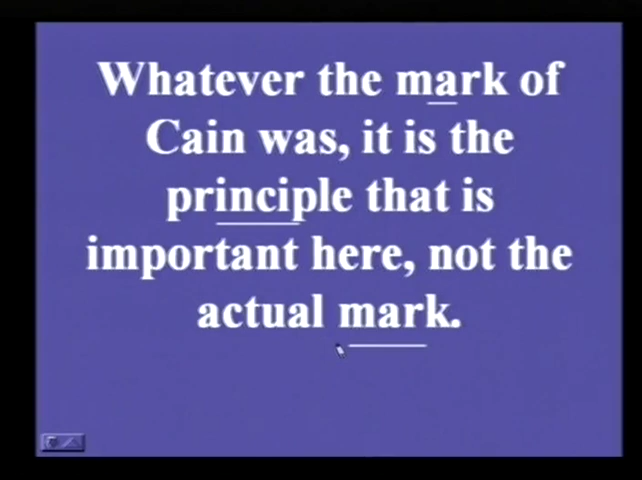 Whatever the mark of
Cain was, it is the
principle that is
important here, not the
actual mark.